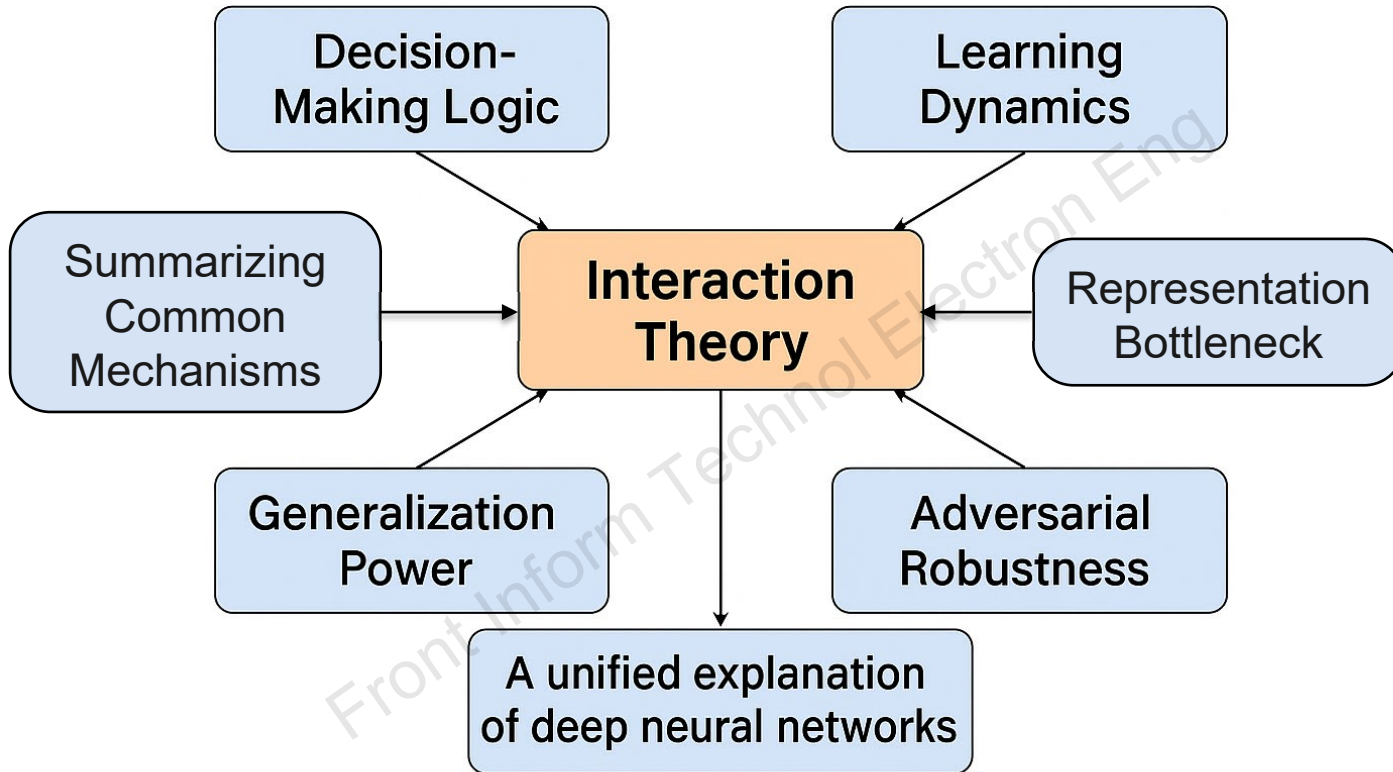 Decision-
Making Logic
Learning
Dynamics
Summarizing
Common
Mechanisms
Interaction
Theory
Representation
Bottleneck
Generalization
Power
Adversarial
Robustness
A unified explanation
of deep neural networks
Front Inform Technol Electron Eng